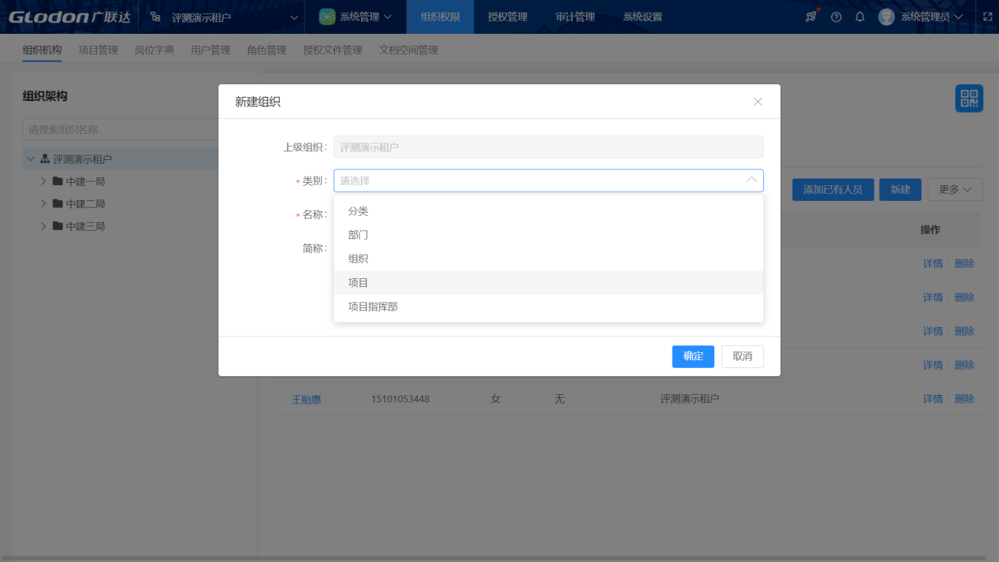 GLODON广联达 评测演示租户 系统管理 组织权限 授权管理 审计管理 系统设置 系统管理员
组织机构 项目管理 岗位字典 用户管理 角色管理 授权文件管理 文档空间管理
组织架构
请搜索组织名称
评测演示租户
中建一局
中建二局
中建三局
新建组织
上级组织: 评测演示租户
* 类别: 请选择
* 名称:
简称:
分类
部门
组织
项目
项目指挥部
确定 取消
添加已有人员 新建 更多
操作
详情 删除
详情 删除
详情 删除
详情 删除
王贻惠 15101053448 女 无 评测演示租户 详情 删除